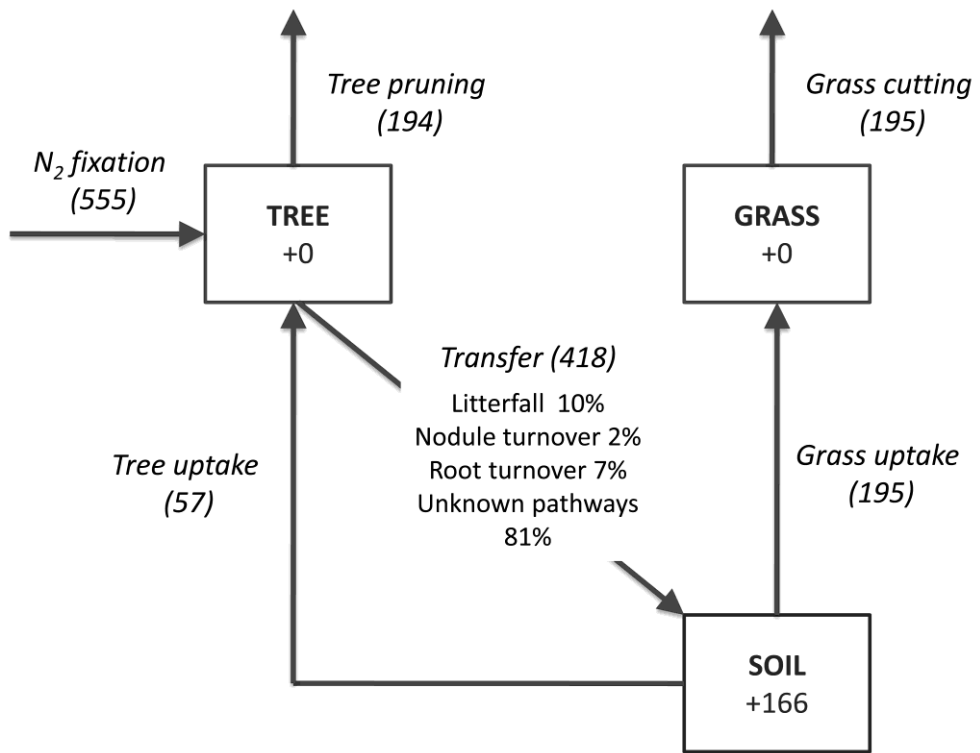 Tree pruning
(194)
Grass cutting
(195)
N₂ fixation
(555)
TREE
+0
GRASS
+0
Transfer (418)
Litterfall 10%
Nodule turnover 2%
Root turnover 7%
Unknown pathways
81%
Tree uptake
(57)
Grass uptake
(195)
SOIL
+166